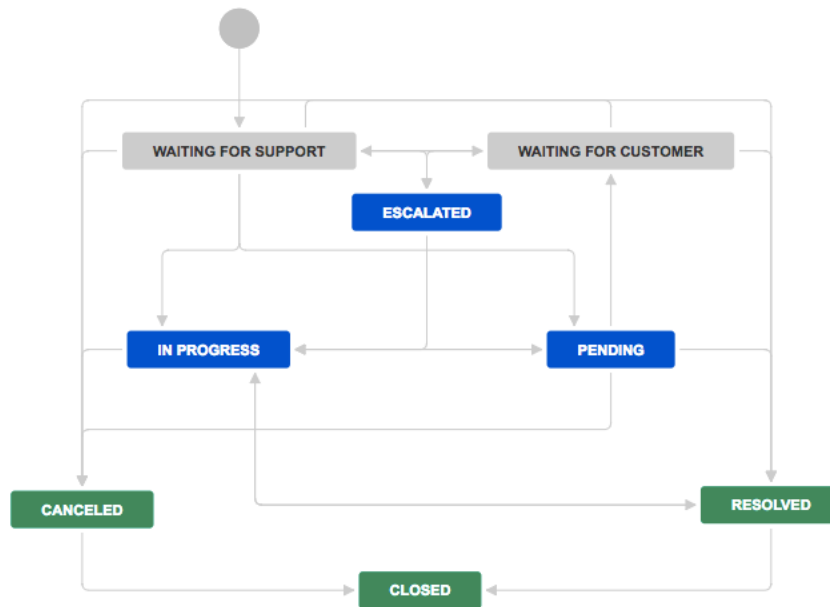 WAITING FOR SUPPORT
WAITING FOR CUSTOMER
ESCALATED
IN PROGRESS
PENDING
CANCELED
RESOLVED
CLOSED